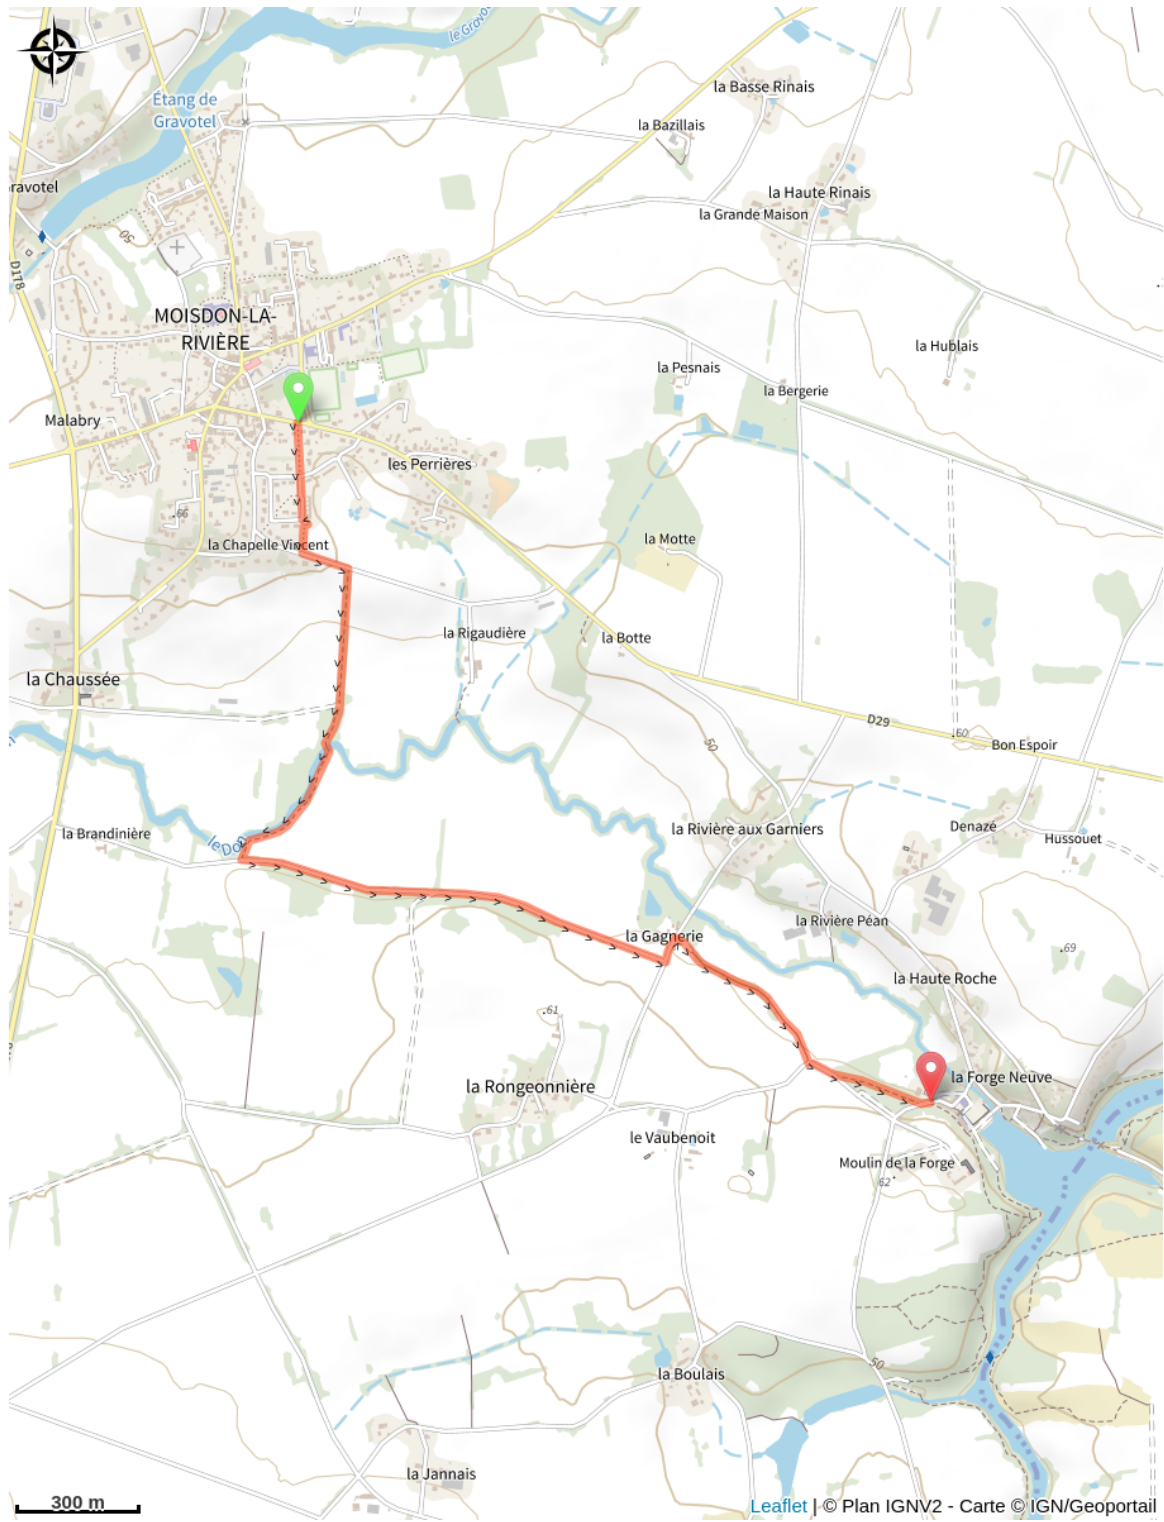 le Gravo
la Basse Rinais
Étang de
Gravotel
la Bazillais
ravotel
la Haute Rinais
la Grande Maison
50
D178
MOISDON-LA-
RIVIÈRE
la Hublais
la Pesnais
la Bergerie
Malabry
les Perrières
66
la Motte
la Chapelle Vincent
la Rigaudière
la Botte
la Chaussée
D29
60
50
Bon Espoir
la Brandinière
le Don
la Rivière aux Garniers
Denazé
Hussouet
la Rivière Péan
la Gagnerie
69
la Haute Roche
61
la Forge Neuve
la Rongeonnière
le Vaubenoit
Moulin de la Forge
62
50
la Boulais
la Jannais
300 m
Leaflet | © Plan IGNV2 - Carte © IGN/Geoportail